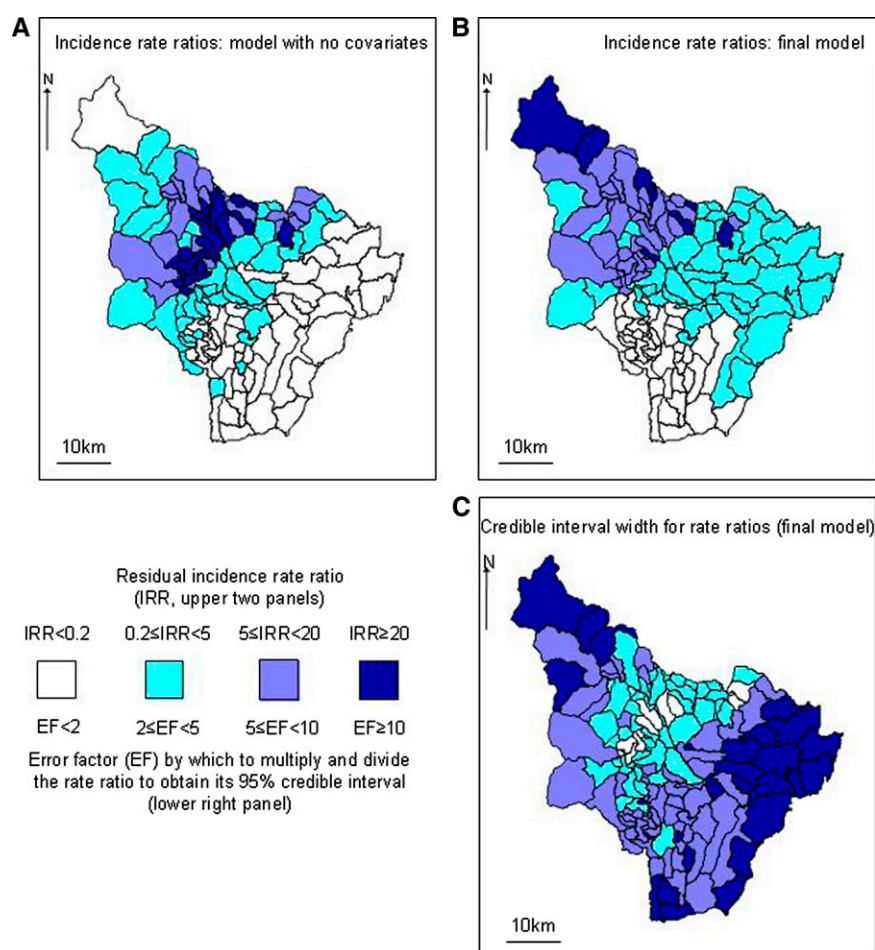 A
Incidence rate ratios: model with no covariates
N
10km
B
Incidence rate ratios: final model
N
10km
C
Credible interval width for rate ratios (final model)
N
10km
Residual incidence rate ratio
(IRR, upper two panels)
IRR<0.2 0.2≤IRR<5 5≤IRR<20 IRR≥20
EF<2 2≤EF<5 5≤EF<10 EF≥10
Error factor (EF) by which to multiply and divide
the rate ratio to obtain its 95% credible interval
(lower right panel)